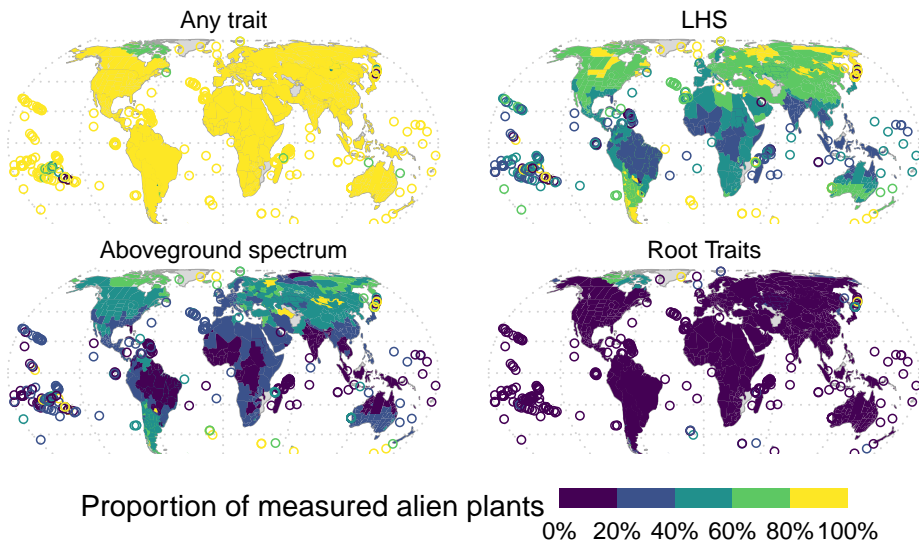 Any trait
LHS
Aboveground spectrum
Root Traits
Proportion of measured alien plants
0% 20% 40% 60% 80% 100%